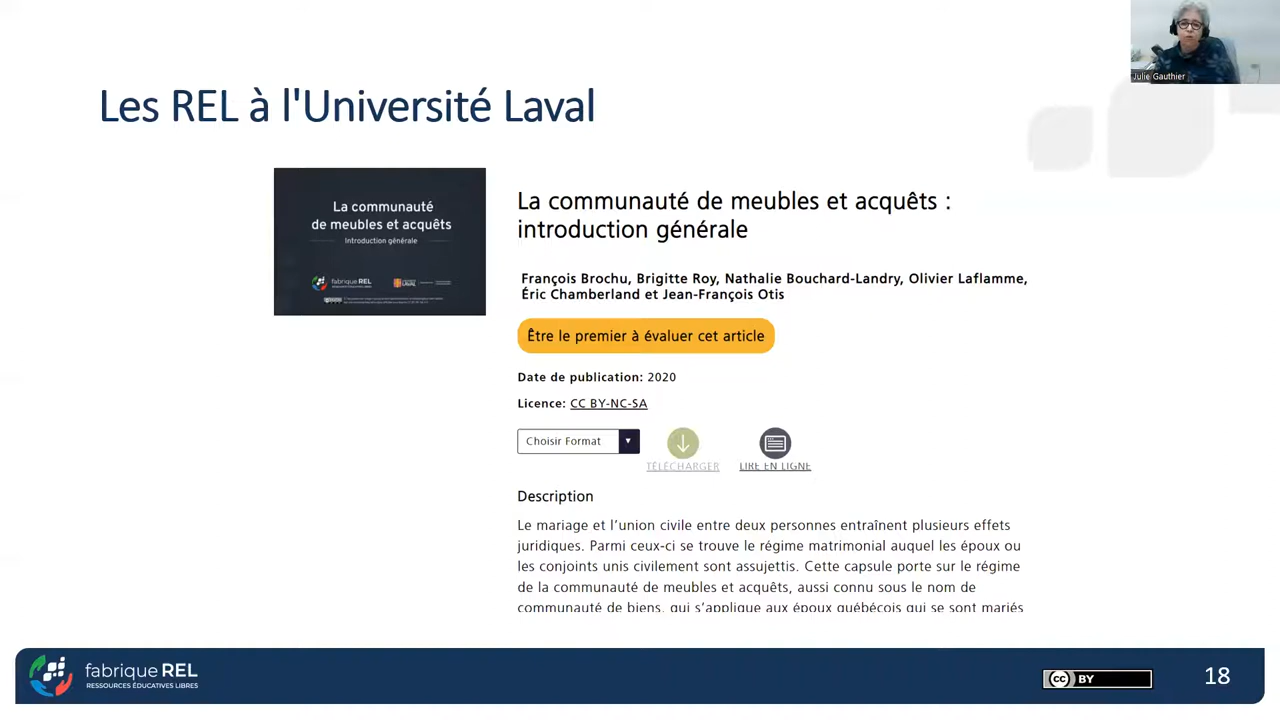 Julie Gauthier
Les REL à l'Université Laval
La communauté
de meubles et acquêts
Introduction générale
fabrique REL
LAVAL
La communauté de meubles et acquêts :
introduction générale
François Brochu, Brigitte Roy, Nathalie Bouchard-Landry, Olivier Laflamme,
Éric Chamberland et Jean-François Otis
Être le premier à évaluer cet article
Date de publication: 2020
Licence: CC BY-NC-SA
Choisir Format
TÉLÉCHARGER
LIRE EN LIGNE
Description
Le mariage et l'union civile entre deux personnes entraînent plusieurs effets
juridiques. Parmi ceux-ci se trouve le régime matrimonial auquel les époux ou
les conjoints unis civilement sont assujettis. Cette capsule porte sur le régime
de la communauté de meubles et acquêts, aussi connu sous le nom de
communauté de biens, qui s'applique aux époux québécois qui se sont mariés
fabrique REL
RESSOURCES ÉDUCATIVES LIBRES
cc BY
18